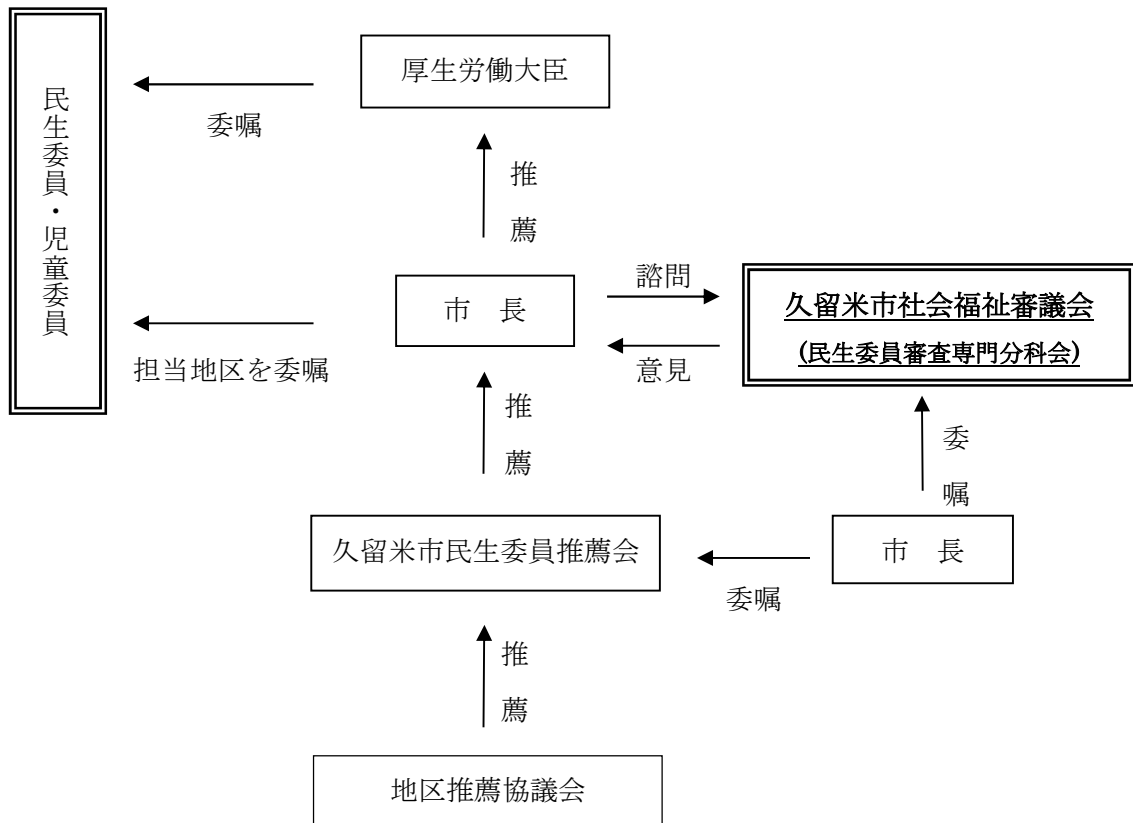 厚生労働大臣
民生委員・児童委員
委嘱
推薦
諮問
市　長
久留米市社会福祉審議会
(民生委員審査専門分科会)
担当地区を委嘱
意見
推薦
委嘱
久留米市民生委員推薦会
市　長
委嘱
推薦
地区推薦協議会